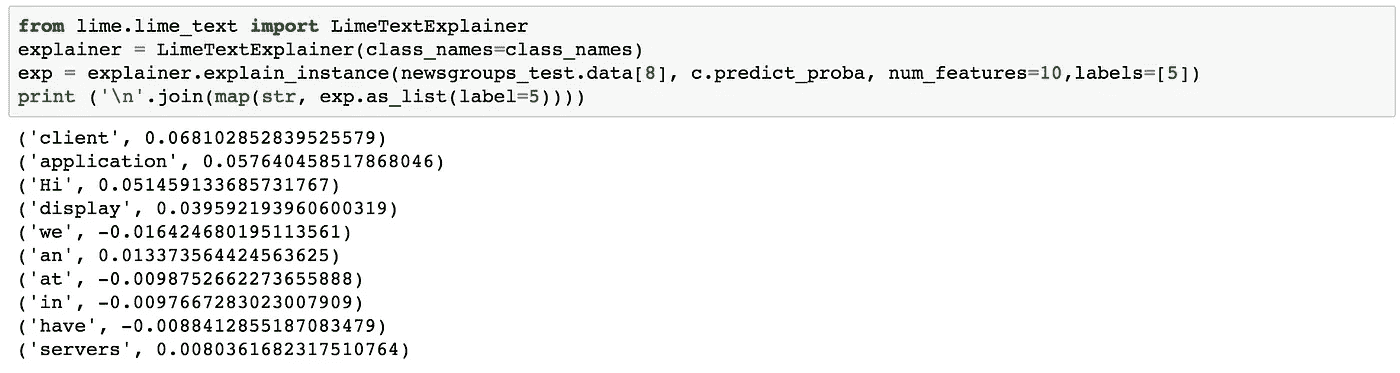 from lime.lime_text import LimeTextExplainer
explainer = LimeTextExplainer(class_names=class_names)
exp = explainer.explain_instance(newsgroups_test.data[8], c.predict_proba, num_features=10,labels=[5])
print ('\n'.join(map(str, exp.as_list(label=5))))
('client', 0.068102852839525579)
('application', 0.057640458517868046)
('Hi', 0.051459133685731767)
('display', 0.039592193960600319)
('we', -0.016424680195113561)
('an', 0.013373564424563625)
('at', -0.0098752662273655888)
('in', -0.0097667283023007909)
('have', -0.0088412855187083479)
('servers', 0.0080361682317510764)